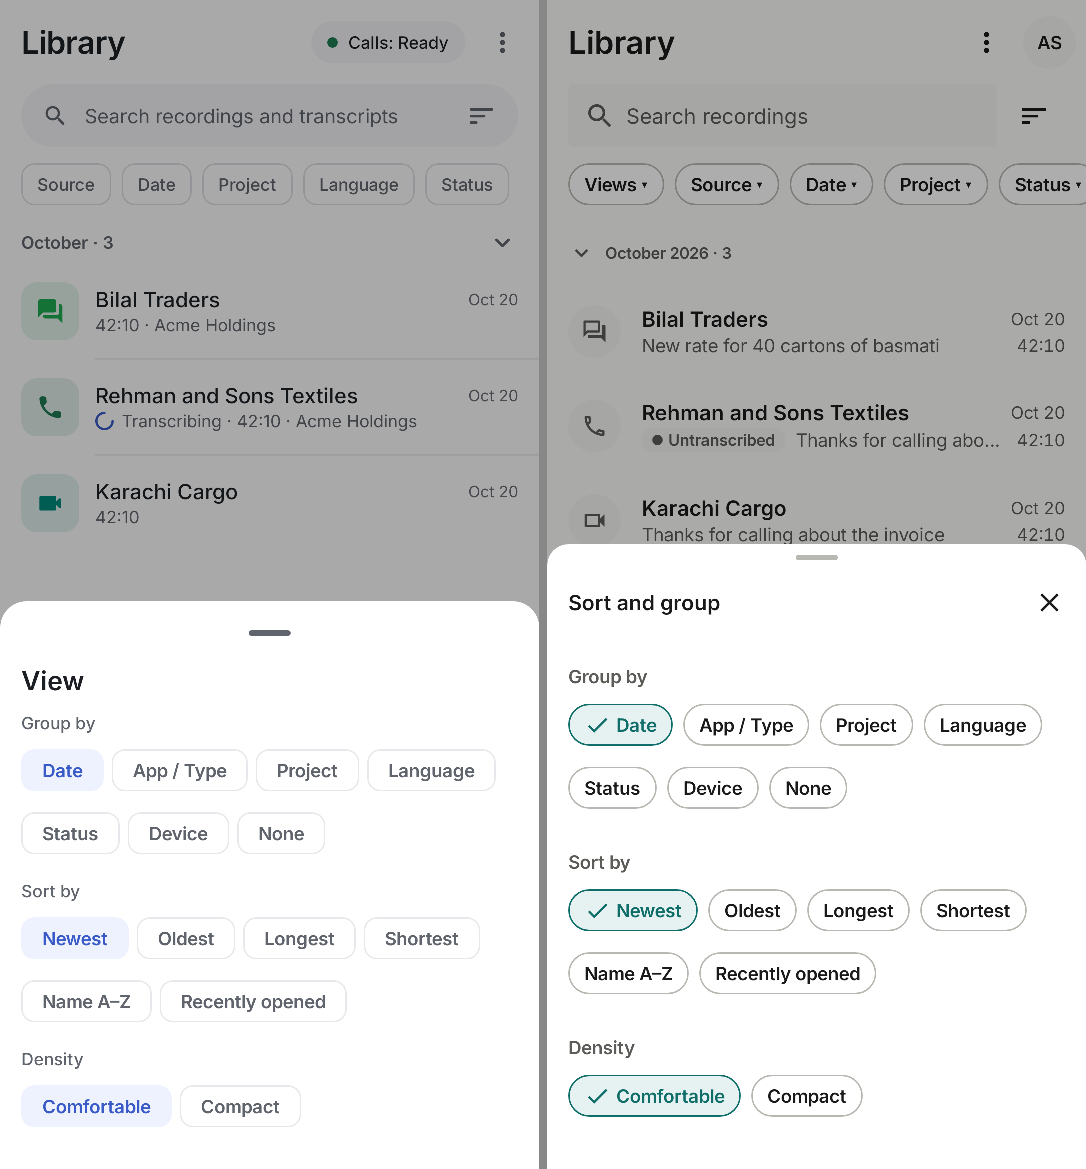 Library
Calls: Ready
Search recordings and transcripts
Source Date Project Language Status
October · 3
Bilal Traders Oct 20
42:10 · Acme Holdings
Rehman and Sons Textiles Oct 20
Transcribing · 42:10 · Acme Holdings
Karachi Cargo Oct 20
42:10
View
Group by
Date App / Type Project Language
Status Device None
Sort by
Newest Oldest Longest Shortest
Name A–Z Recently opened
Density
Comfortable Compact
Library
AS
Search recordings
Views Source Date Project Status
October 2026 · 3
Bilal Traders Oct 20
New rate for 40 cartons of basmati 42:10
Rehman and Sons Textiles Oct 20
Untranscribed Thanks for calling abo... 42:10
Karachi Cargo Oct 20
Thanks for calling about the invoice 42:10
Sort and group
Group by
Date App / Type Project Language
Status Device None
Sort by
Newest Oldest Longest Shortest
Name A–Z Recently opened
Density
Comfortable Compact